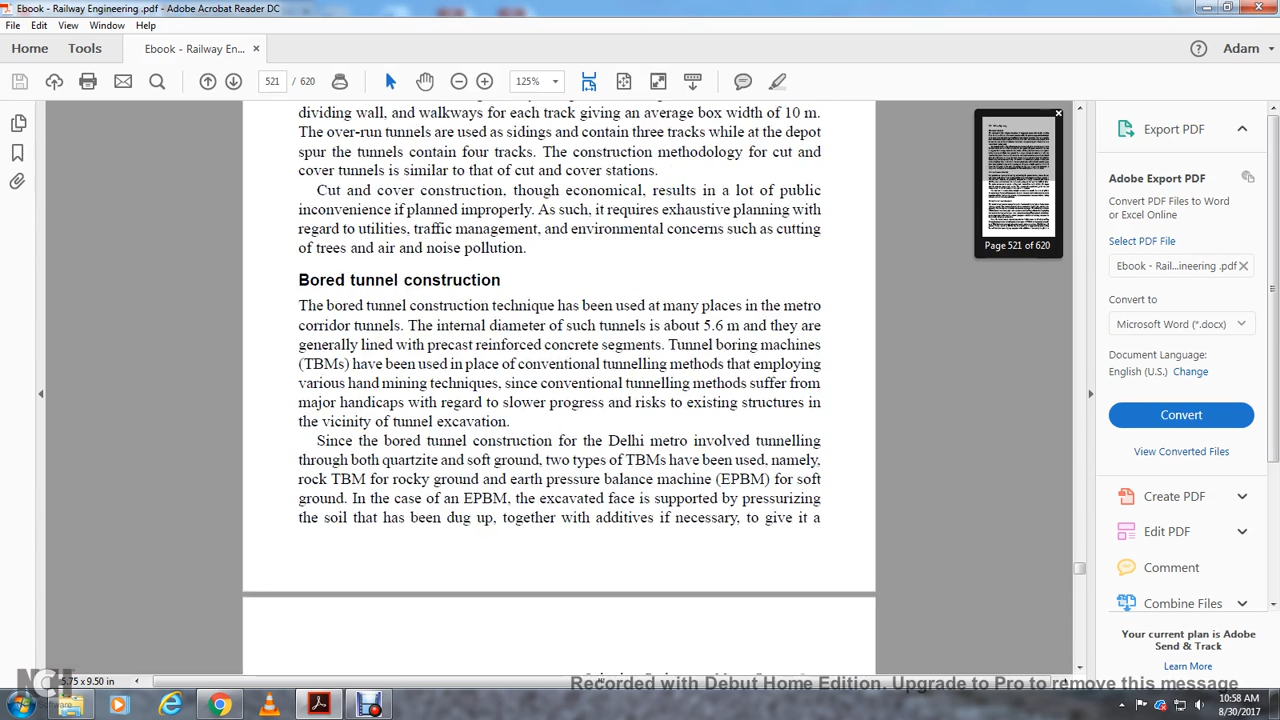 Ebook - Railway Engineering .pdf - Adobe Acrobat Reader DC
File Edit View Window Help
Home Tools Ebook - Railway En... × Adam
521 / 620 125%
dividing wall, and walkways for each track giving an average box width of 10 m.
The over-run tunnels are used as sidings and contain three tracks while at the depot
spur the tunnels contain four tracks. The construction methodology for cut and
cover tunnels is similar to that of cut and cover stations.
Cut and cover construction, though economical, results in a lot of public
inconvenience if planned improperly. As such, it requires exhaustive planning with
regard to utilities, traffic management, and environmental concerns such as cutting
of trees and air and noise pollution.
Bored tunnel construction
The bored tunnel construction technique has been used at many places in the metro
corridor tunnels. The internal diameter of such tunnels is about 5.6 m and they are
generally lined with precast reinforced concrete segments. Tunnel boring machines
(TBMs) have been used in place of conventional tunnelling methods that employing
various hand mining techniques, since conventional tunnelling methods suffer from
major handicaps with regard to slower progress and risks to existing structures in
the vicinity of tunnel excavation.
Since the bored tunnel construction for the Delhi metro involved tunnelling
through both quartzite and soft ground, two types of TBMs have been used, namely,
rock TBM for rocky ground and earth pressure balance machine (EPBM) for soft
ground. In the case of an EPBM, the excavated face is supported by pressurizing
the soil that has been dug up, together with additives if necessary, to give it a
Page 521 of 620
Export PDF
Adobe Export PDF
Convert PDF Files to Word
or Excel Online
Select PDF File
Ebook - Rail...ineering .pdf
Convert to
Microsoft Word (*.docx)
Document Language:
English (U.S.) Change
Convert
View Converted Files
Create PDF
Edit PDF
Comment
Combine Files
Your current plan is Adobe
Send & Track
Learn More
5.75 x 9.50 in
NCH
Software
Recorded with Debut Home Edition. Upgrade to Pro to remove this message
10:58 AM
8/30/2017